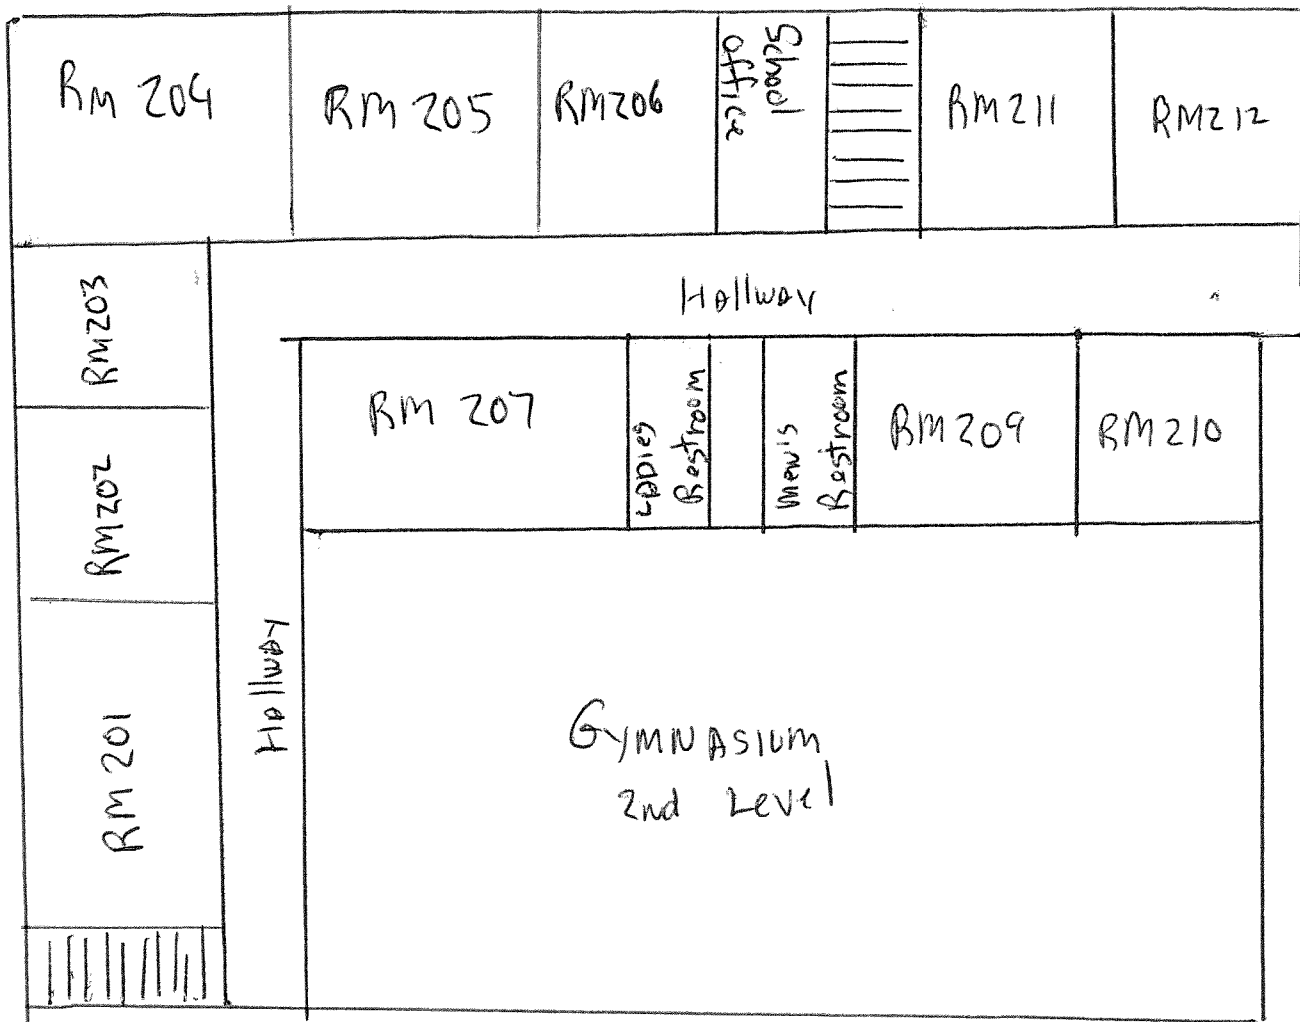 RM 204
RM 205
RM206
School
office
RM211
RM212
Hallway
RM203
RM 207
Ladies
Restroom
Men's
Restroom
RM209
RM210
RM202
Hallway
RM 201
Gymnasium
2nd Level